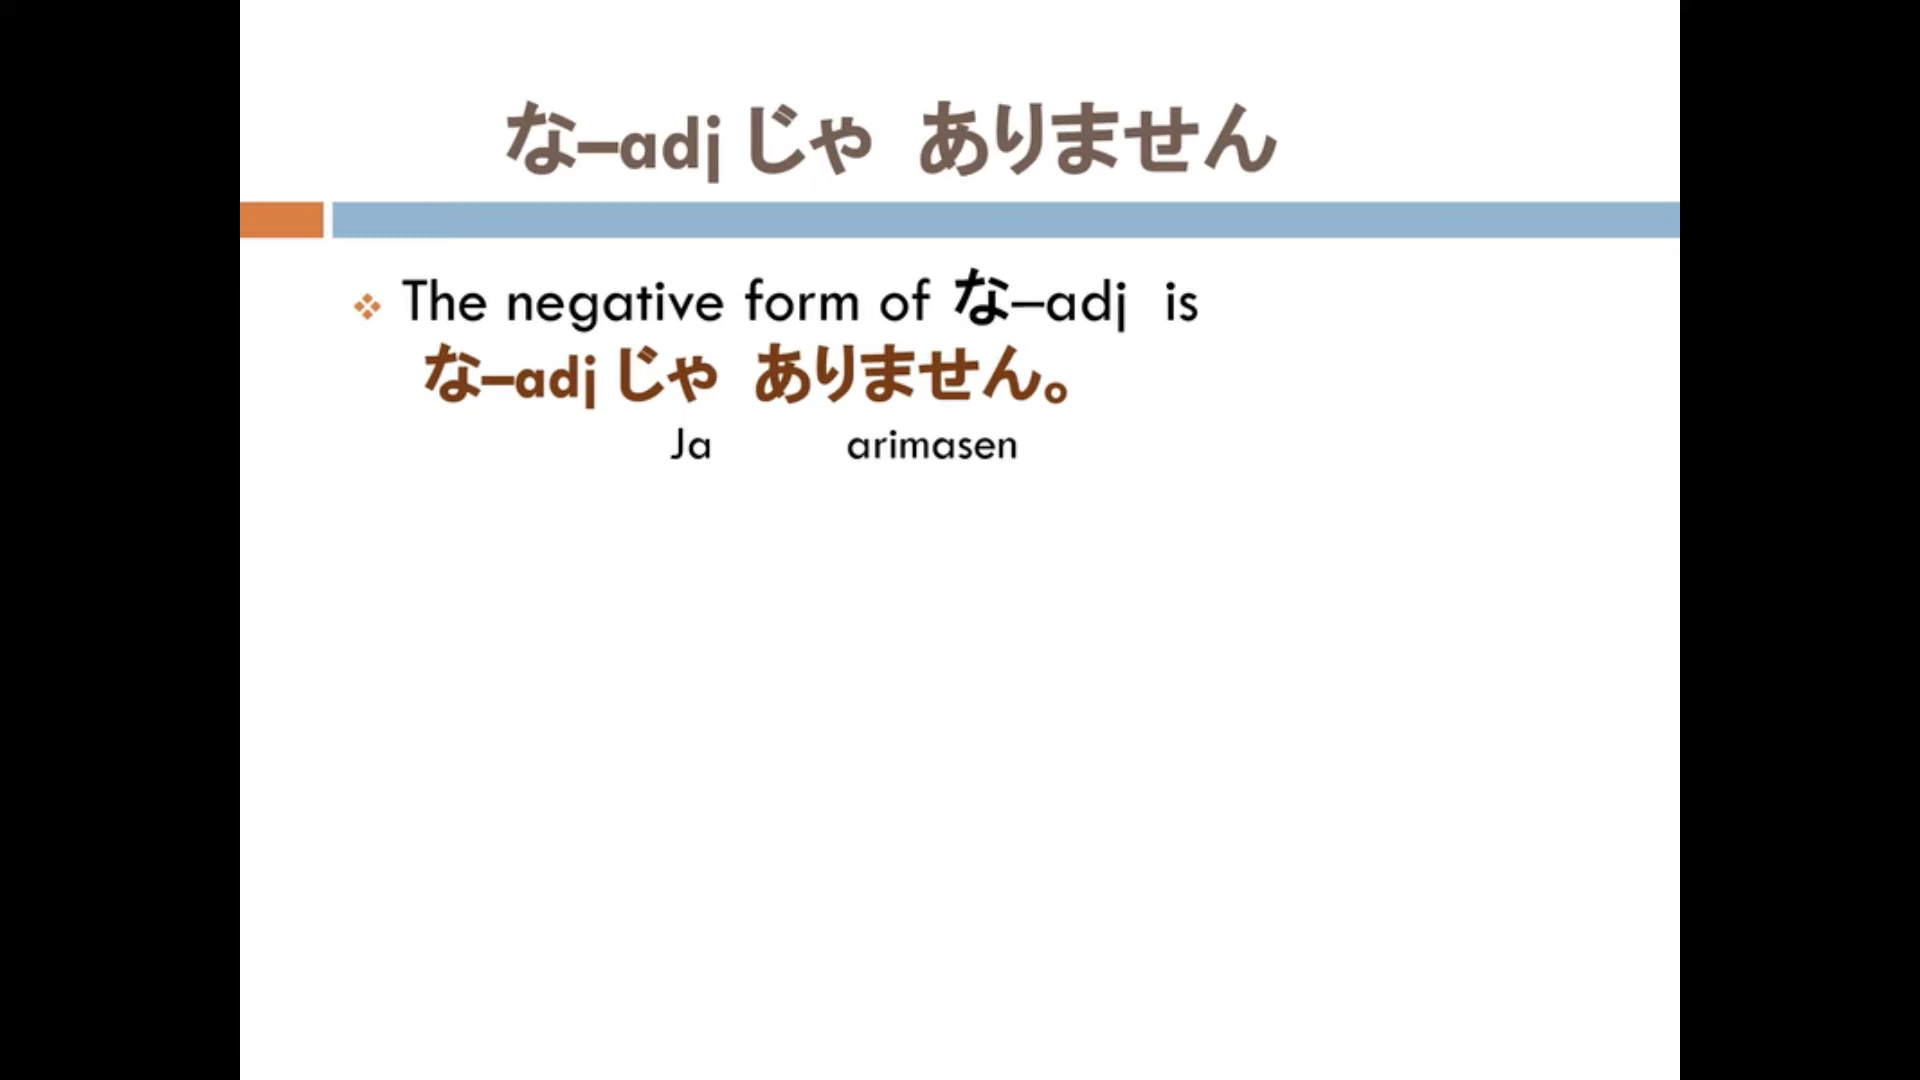 な–adj じゃ ありません
The negative form of な–adj is
な–adj じゃ ありません。
Ja arimasen